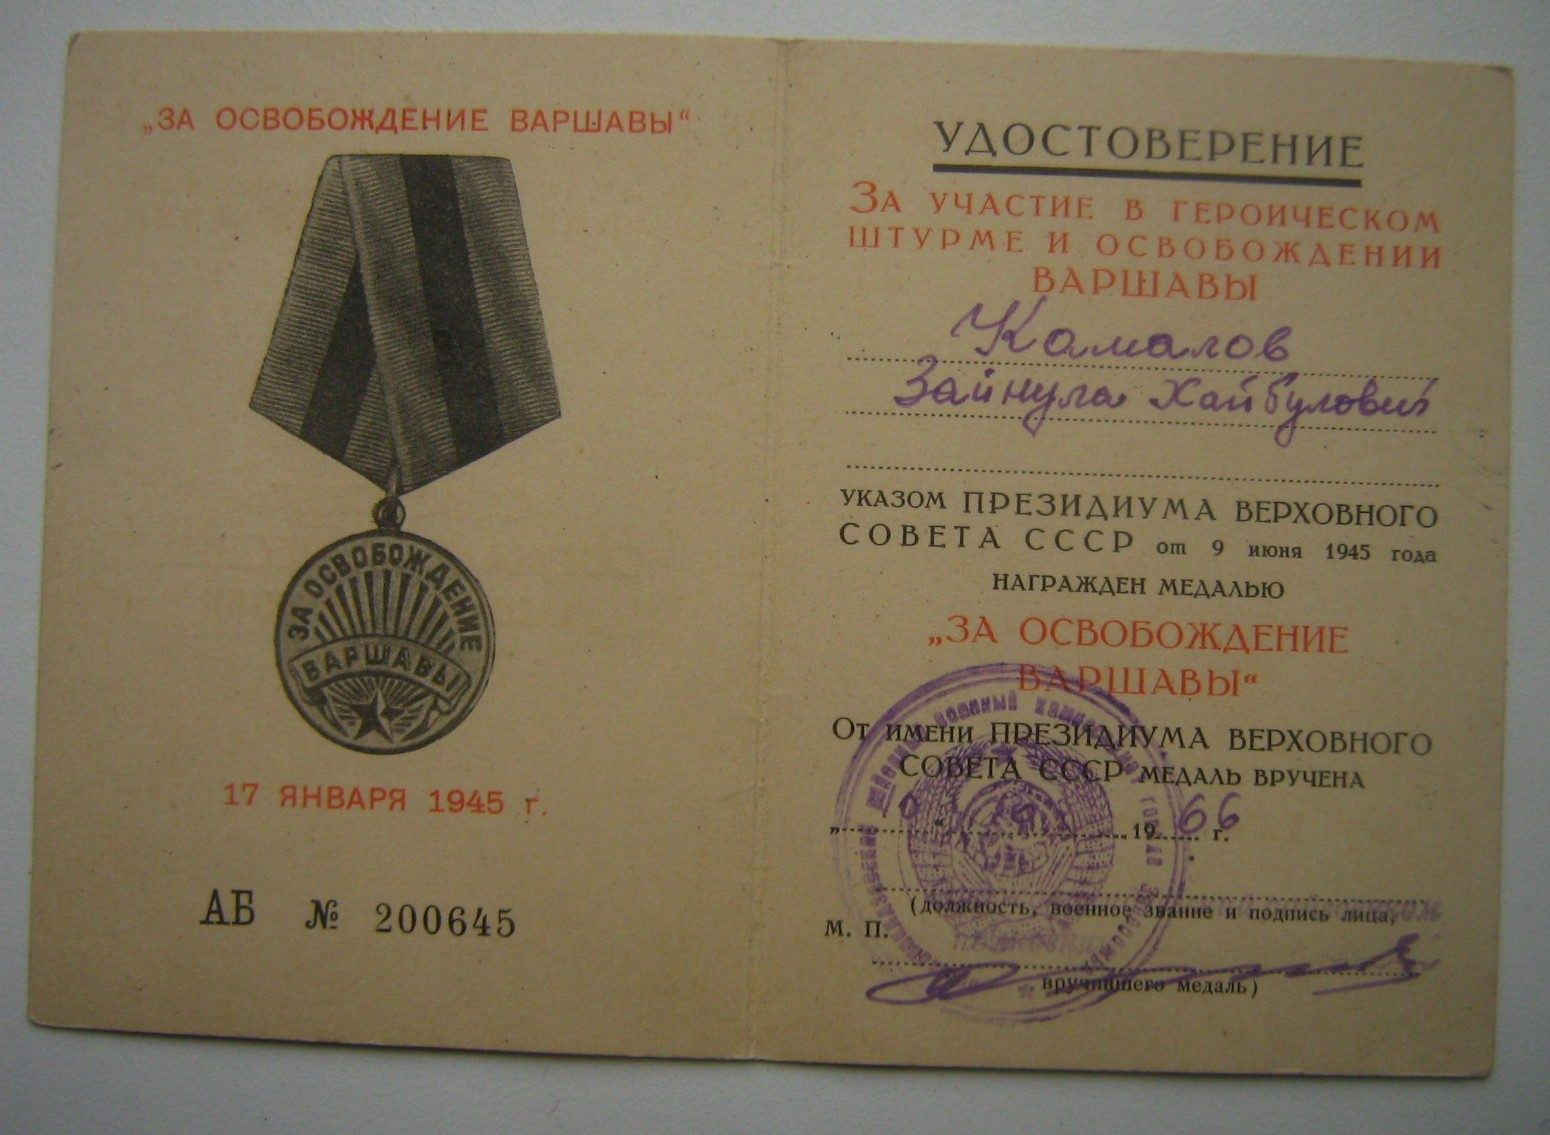 „ЗА ОСВОБОЖДЕНИЕ ВАРШАВЫ“
ЗА ОСВОБОЖДЕНИЕ
ВАРШАВЫ
17 ЯНВАРЯ 1945 г.
АБ № 200645
УДОСТОВЕРЕНИЕ
ЗА УЧАСТИЕ В ГЕРОИЧЕСКОМ
ШТУРМЕ И ОСВОБОЖДЕНИИ
ВАРШАВЫ
Камалов
Зайнула Хайбулович
УКАЗОМ ПРЕЗИДИУМА ВЕРХОВНОГО
СОВЕТА СССР от 9 июня 1945 года
НАГРАЖДЕН МЕДАЛЬЮ
„ЗА ОСВОБОЖДЕНИЕ
ВАРШАВЫ“
ОТ ИМЕНИ ПРЕЗИДИУМА ВЕРХОВНОГО
СОВЕТА СССР МЕДАЛЬ ВРУЧЕНА
1966 г.
(должность, военное звание и подпись лица,
М. П.
вручившего медаль)